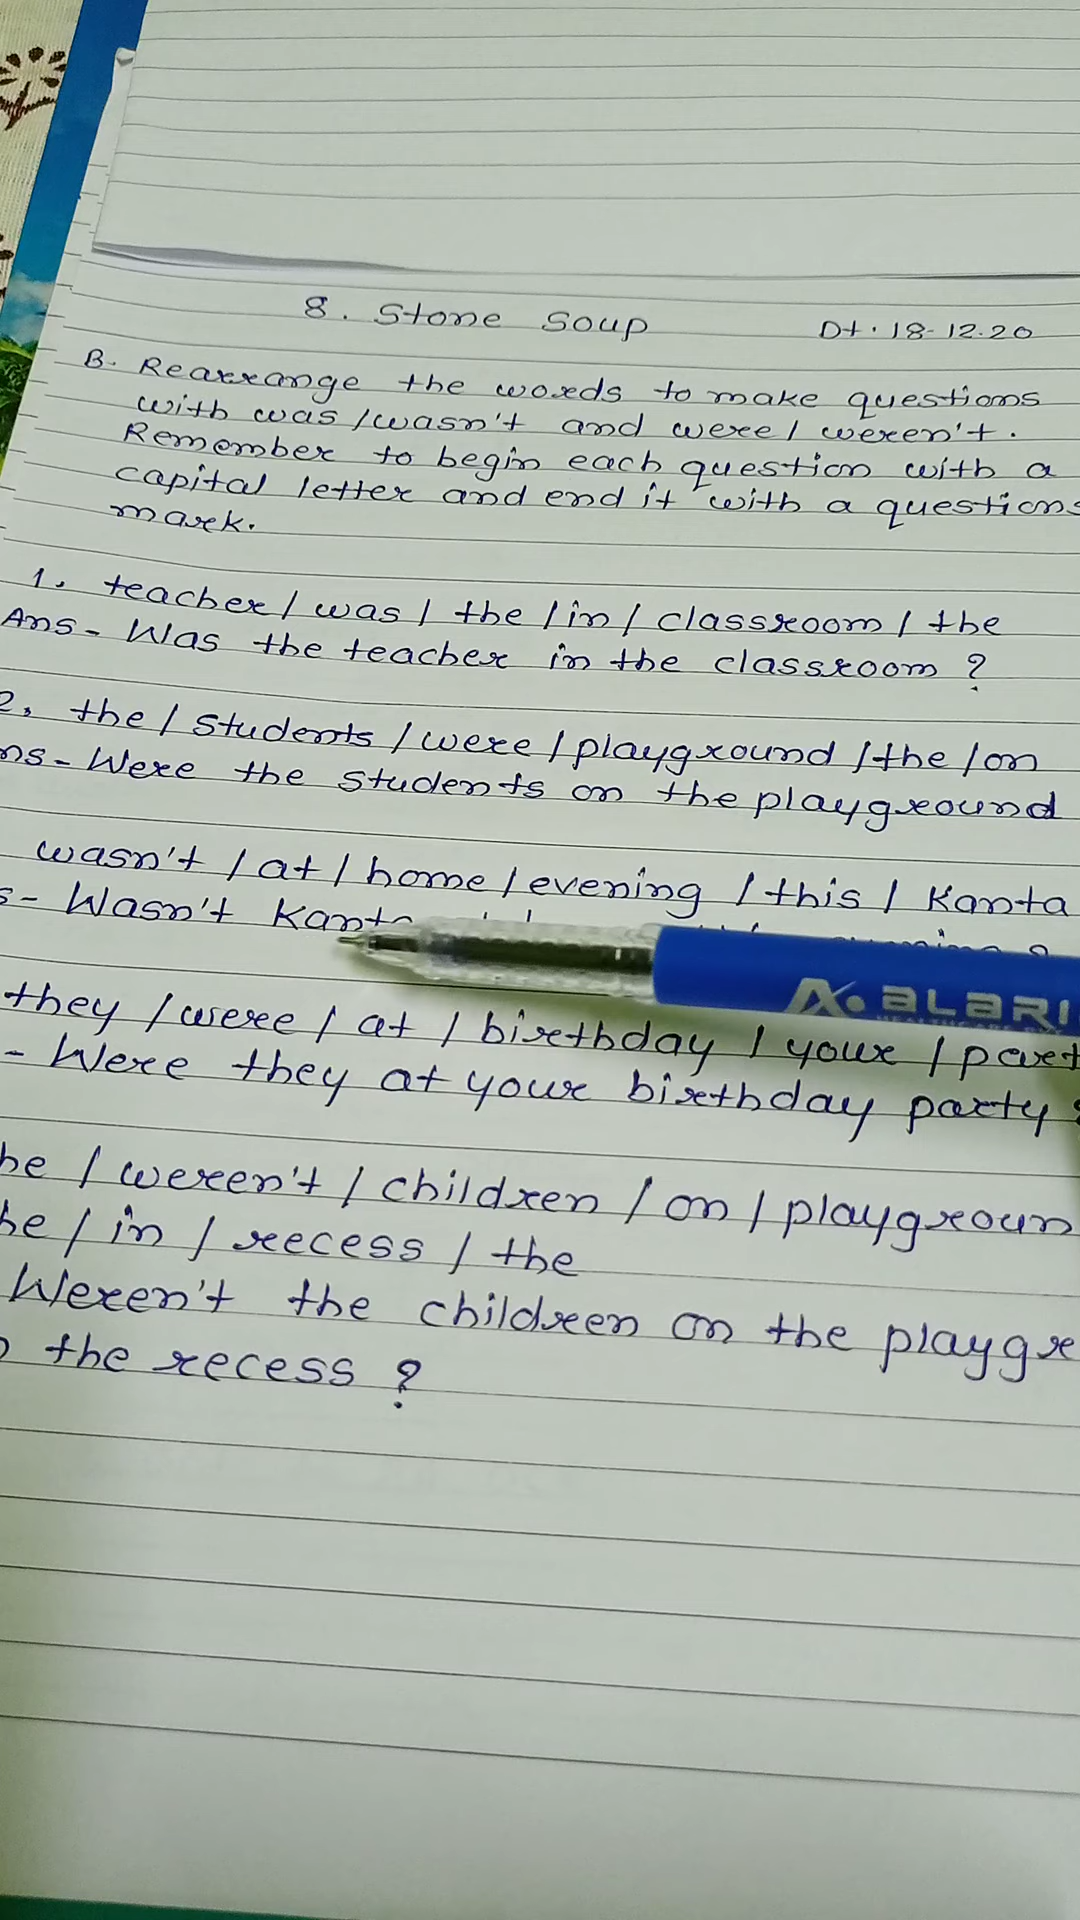 8. Stone Soup Dt. 18-12.20
B. Rearrange the words to make questions
with was /wasn't and were / weren't.
Remember to begin each question with a
capital letter and end it with a question
mark.
1. teacher / was / the / in / classroom / the
Ans - Was the teacher in the classroom ?
2. the / students / were / playground / the / on
ns - Were the students on the playground
wasn't / at / home / evening / this / Kanta
s - Wasn't Kanta
ALARI
they / were / at / birthday / your / part
- Were they at your birthday party ?
he / weren't / children / on / playgroun
he / in / recess / the
Weren't the children on the playgr
the recess ?